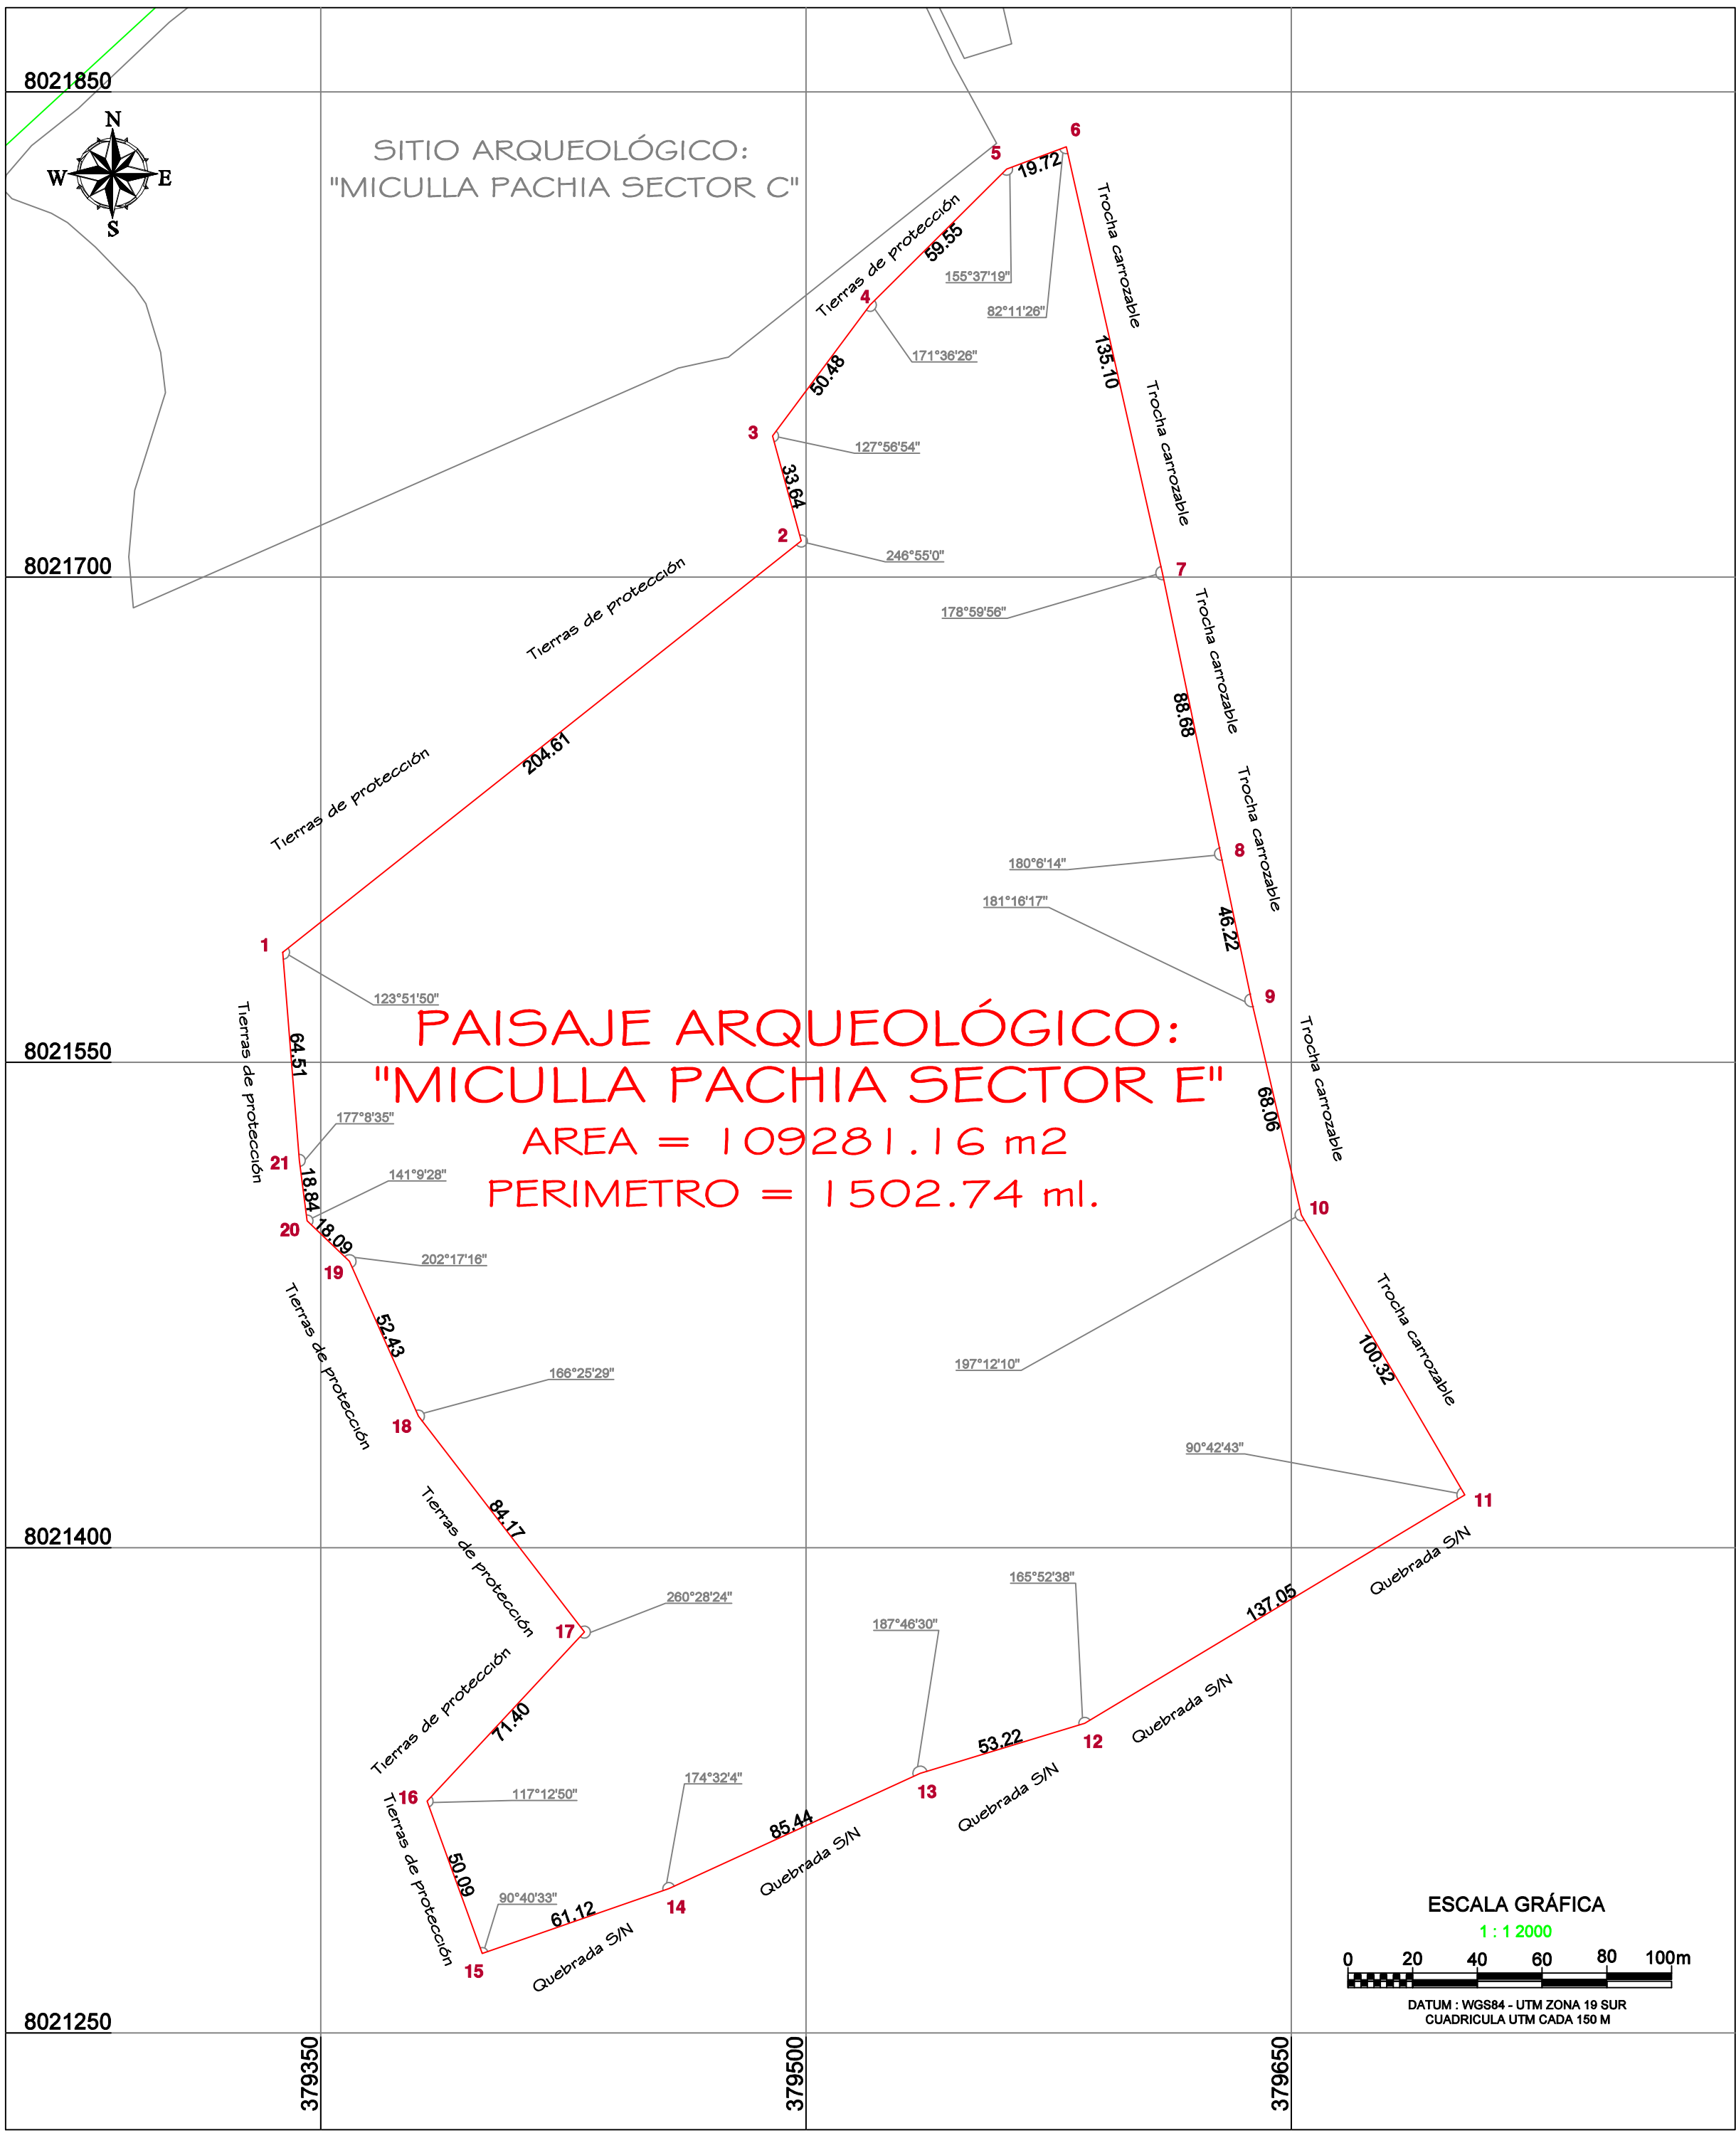 8021850
N
W
E
S
SITIO ARQUEOLÓGICO:
"MICULLA PACHIA SECTOR C"
5
6
19.72
Tierras de protección
59.55
155°37'19"
82°11'26"
Trocha carrozable
4
171°36'26"
50.48
135.10
3
127°56'54"
Trocha carrozable
33.64
2
246°55'0"
8021700
7
178°59'56"
Tierras de protección
Trocha carrozable
88.68
204.61
Tierras de protección
Trocha carrozable
8
180°6'14"
181°16'17"
46.22
1
9
123°51'50"
PAISAJE ARQUEOLÓGICO:
"MICULLA PACHIA SECTOR E"
AREA = 109281.16 m2
PERIMETRO = 1502.74 ml.
8021550
Tierras de protección
64.51
68.06
Trocha carrozable
177°8'35"
21
141°9'28"
18.84
20
18.09
10
202°17'16"
19
Tierras de protección
52.43
166°25'29"
197°12'10"
Trocha carrozable
100.32
18
90°42'43"
11
84.17
Tierras de protección
8021400
Quebrada S/N
165°52'38"
260°28'24"
137.05
187°46'30"
17
Tierras de protección
71.40
Quebrada S/N
12
53.22
16
117°12'50"
174°32'4"
13
Quebrada S/N
Tierras de protección
85.44
Quebrada S/N
50.09
90°40'33"
14
61.12
Quebrada S/N
15
ESCALA GRÁFICA
1 : 1 2000
0 20 40 60 80 100m
DATUM : WGS84 - UTM ZONA 19 SUR
CUADRICULA UTM CADA 150 M
8021250
379350
379500
379650